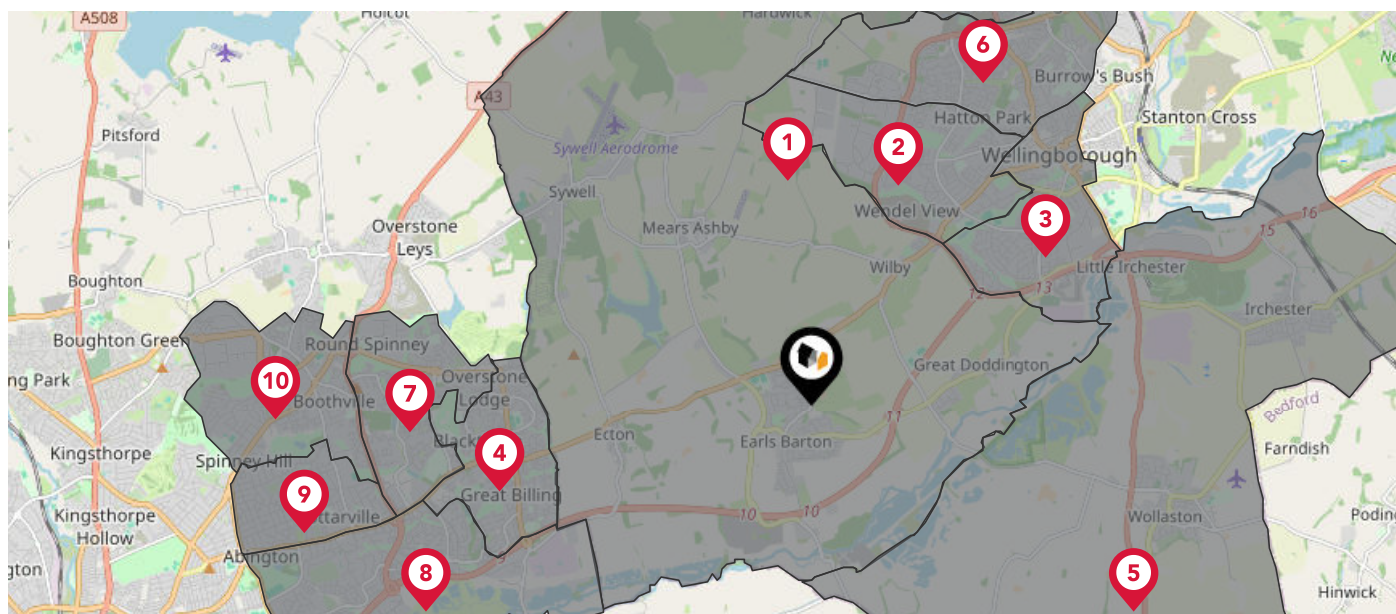 A508
Holcot
Hardwick
6
Burrow's Bush
A43
Pitsford
Hatton Park
Stanton Cross
1
2
Sywell Aerodrome
Wellingborough
Sywell
Wendel View
3
16
Overstone
Leys
Mears Ashby
15
Wilby
Little Irchester
Boughton
12
13
Irchester
Boughton Green
Round Spinney
Great Doddington
ng Park
10
7
Overstone
Lodge
Boothville
Bedford
11
Kingsthorpe
Spinney Hill
4
Ecton
Earls Barton
Farndish
9
Great Billing
Kingsthorpe
Hollow
10
10
Wollaston
Abington
8
5
gton
Hinwick